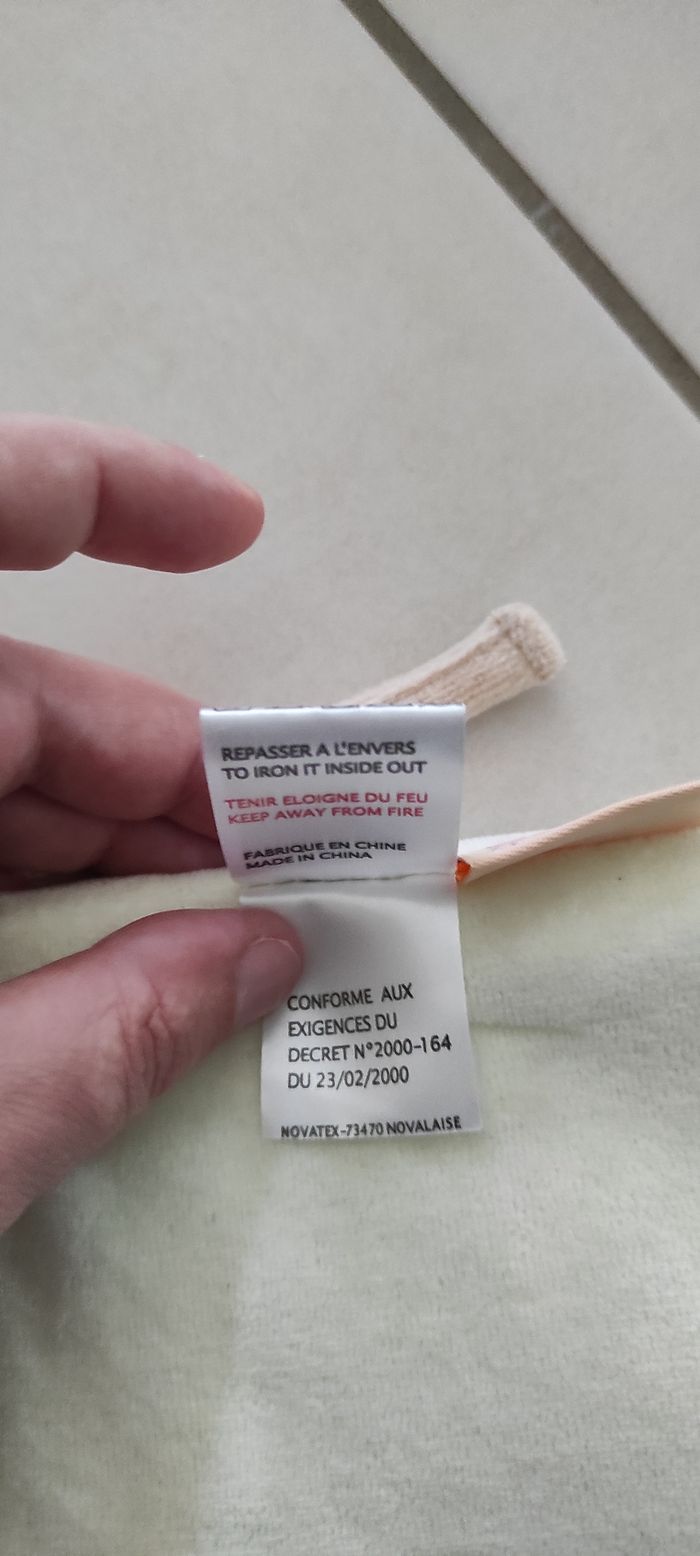 REPASSER A L'ENVERS
TO IRON IT INSIDE OUT
TENIR ELOIGNE DU FEU
KEEP AWAY FROM FIRE
FABRIQUE EN CHINE
MADE IN CHINA
CONFORME AUX
EXIGENCES DU
DECRET N°2000-164
DU 23/02/2000
NOVATEX-73470 NOVALAISE